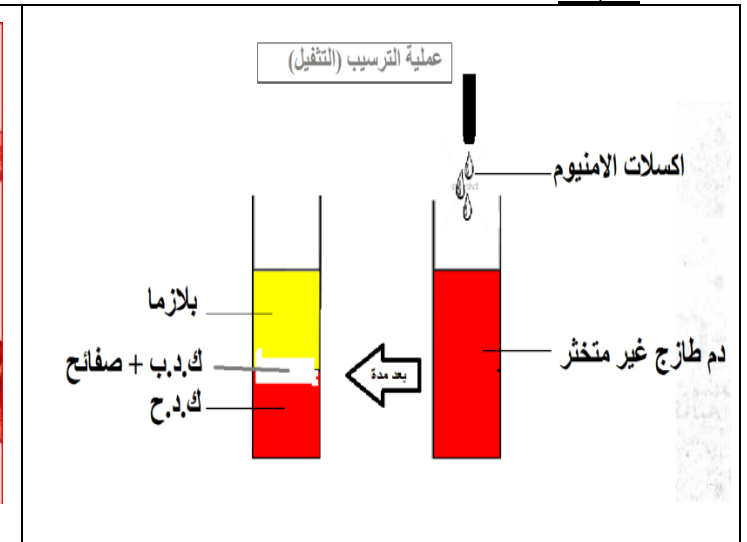 عملية الترسيب (التثفيل)
اكسلات الامنيوم
دم طازج غير متخثر
بعد مدة
بلازما
ك.د.ب + صفائح
ك.د.ح